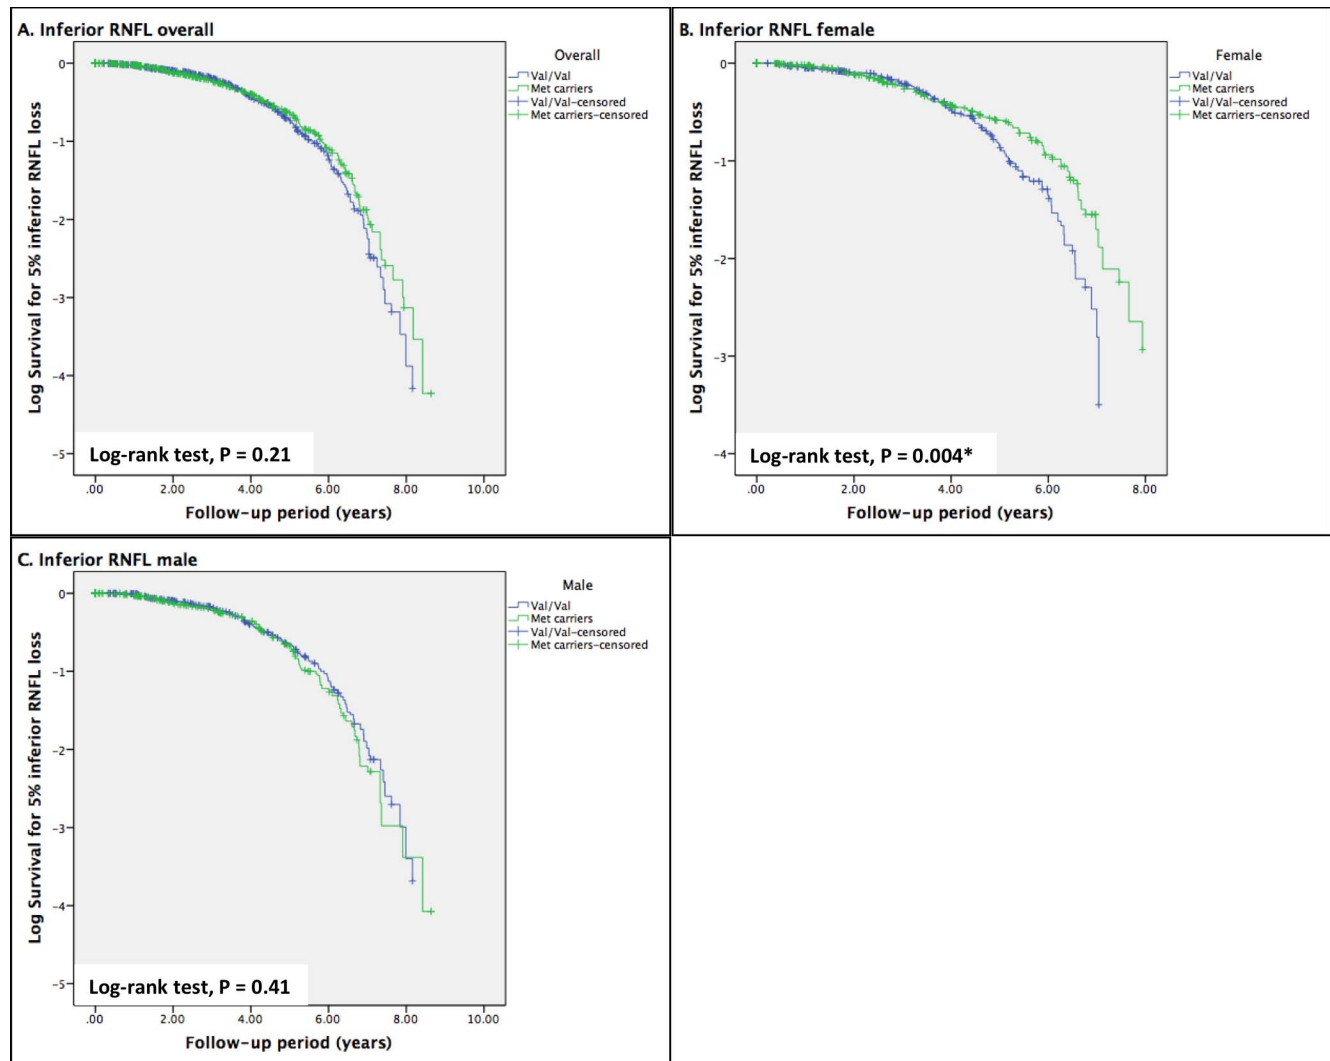 A. Inferior RNFL overall
Overall
Val/Val
Met carriers
Val/Val-censored
Met carriers-censored
Log Survival for 5% inferior RNFL loss
0
-1
-2
-3
-4
-5
Log-rank test, P = 0.21
.00 2.00 4.00 6.00 8.00 10.00
Follow-up period (years)
B. Inferior RNFL female
Female
Val/Val
Met carriers
Val/Val-censored
Met carriers-censored
Log Survival for 5% inferior RNFL loss
0
-1
-2
-3
-4
Log-rank test, P = 0.004*
.00 2.00 4.00 6.00 8.00
Follow-up period (years)
C. Inferior RNFL male
Male
Val/Val
Met carriers
Val/Val-censored
Met carriers-censored
Log Survival for 5% inferior RNFL loss
0
-1
-2
-3
-4
-5
Log-rank test, P = 0.41
.00 2.00 4.00 6.00 8.00 10.00
Follow-up period (years)